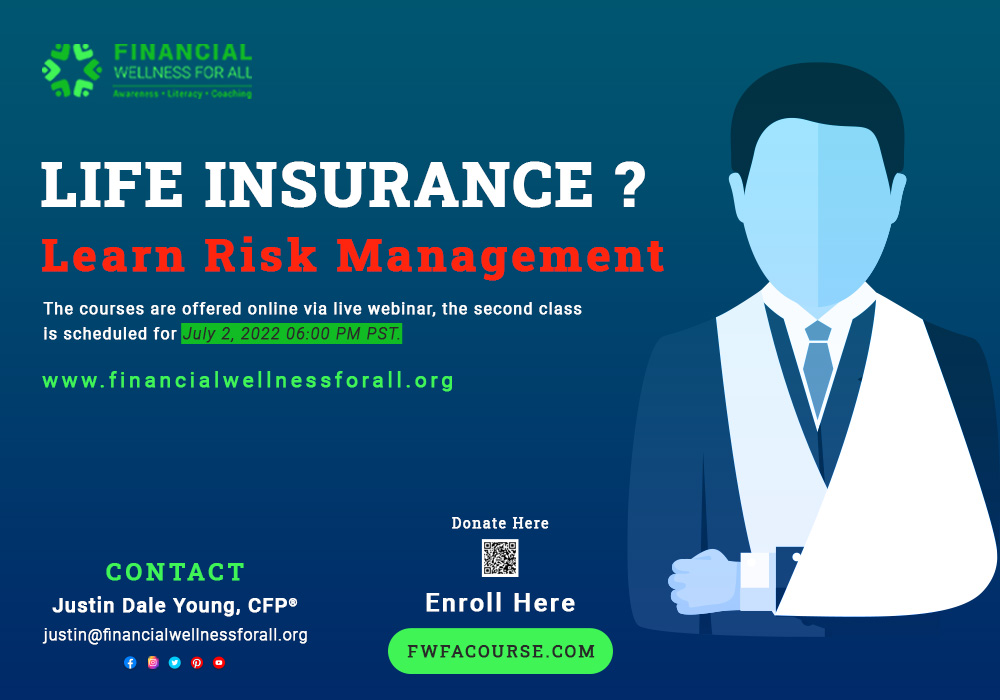 FINANCIAL
WELLNESS FOR ALL
Awareness • Literacy • Coaching
LIFE INSURANCE ?
Learn Risk Management
The courses are offered online via live webinar, the second class
is scheduled for July 2, 2022 06:00 PM PST.
www.financialwellnessforall.org
CONTACT
Justin Dale Young, CFP®
justin@financialwellnessforall.org
Donate Here
Enroll Here
FWFACOURSE.COM